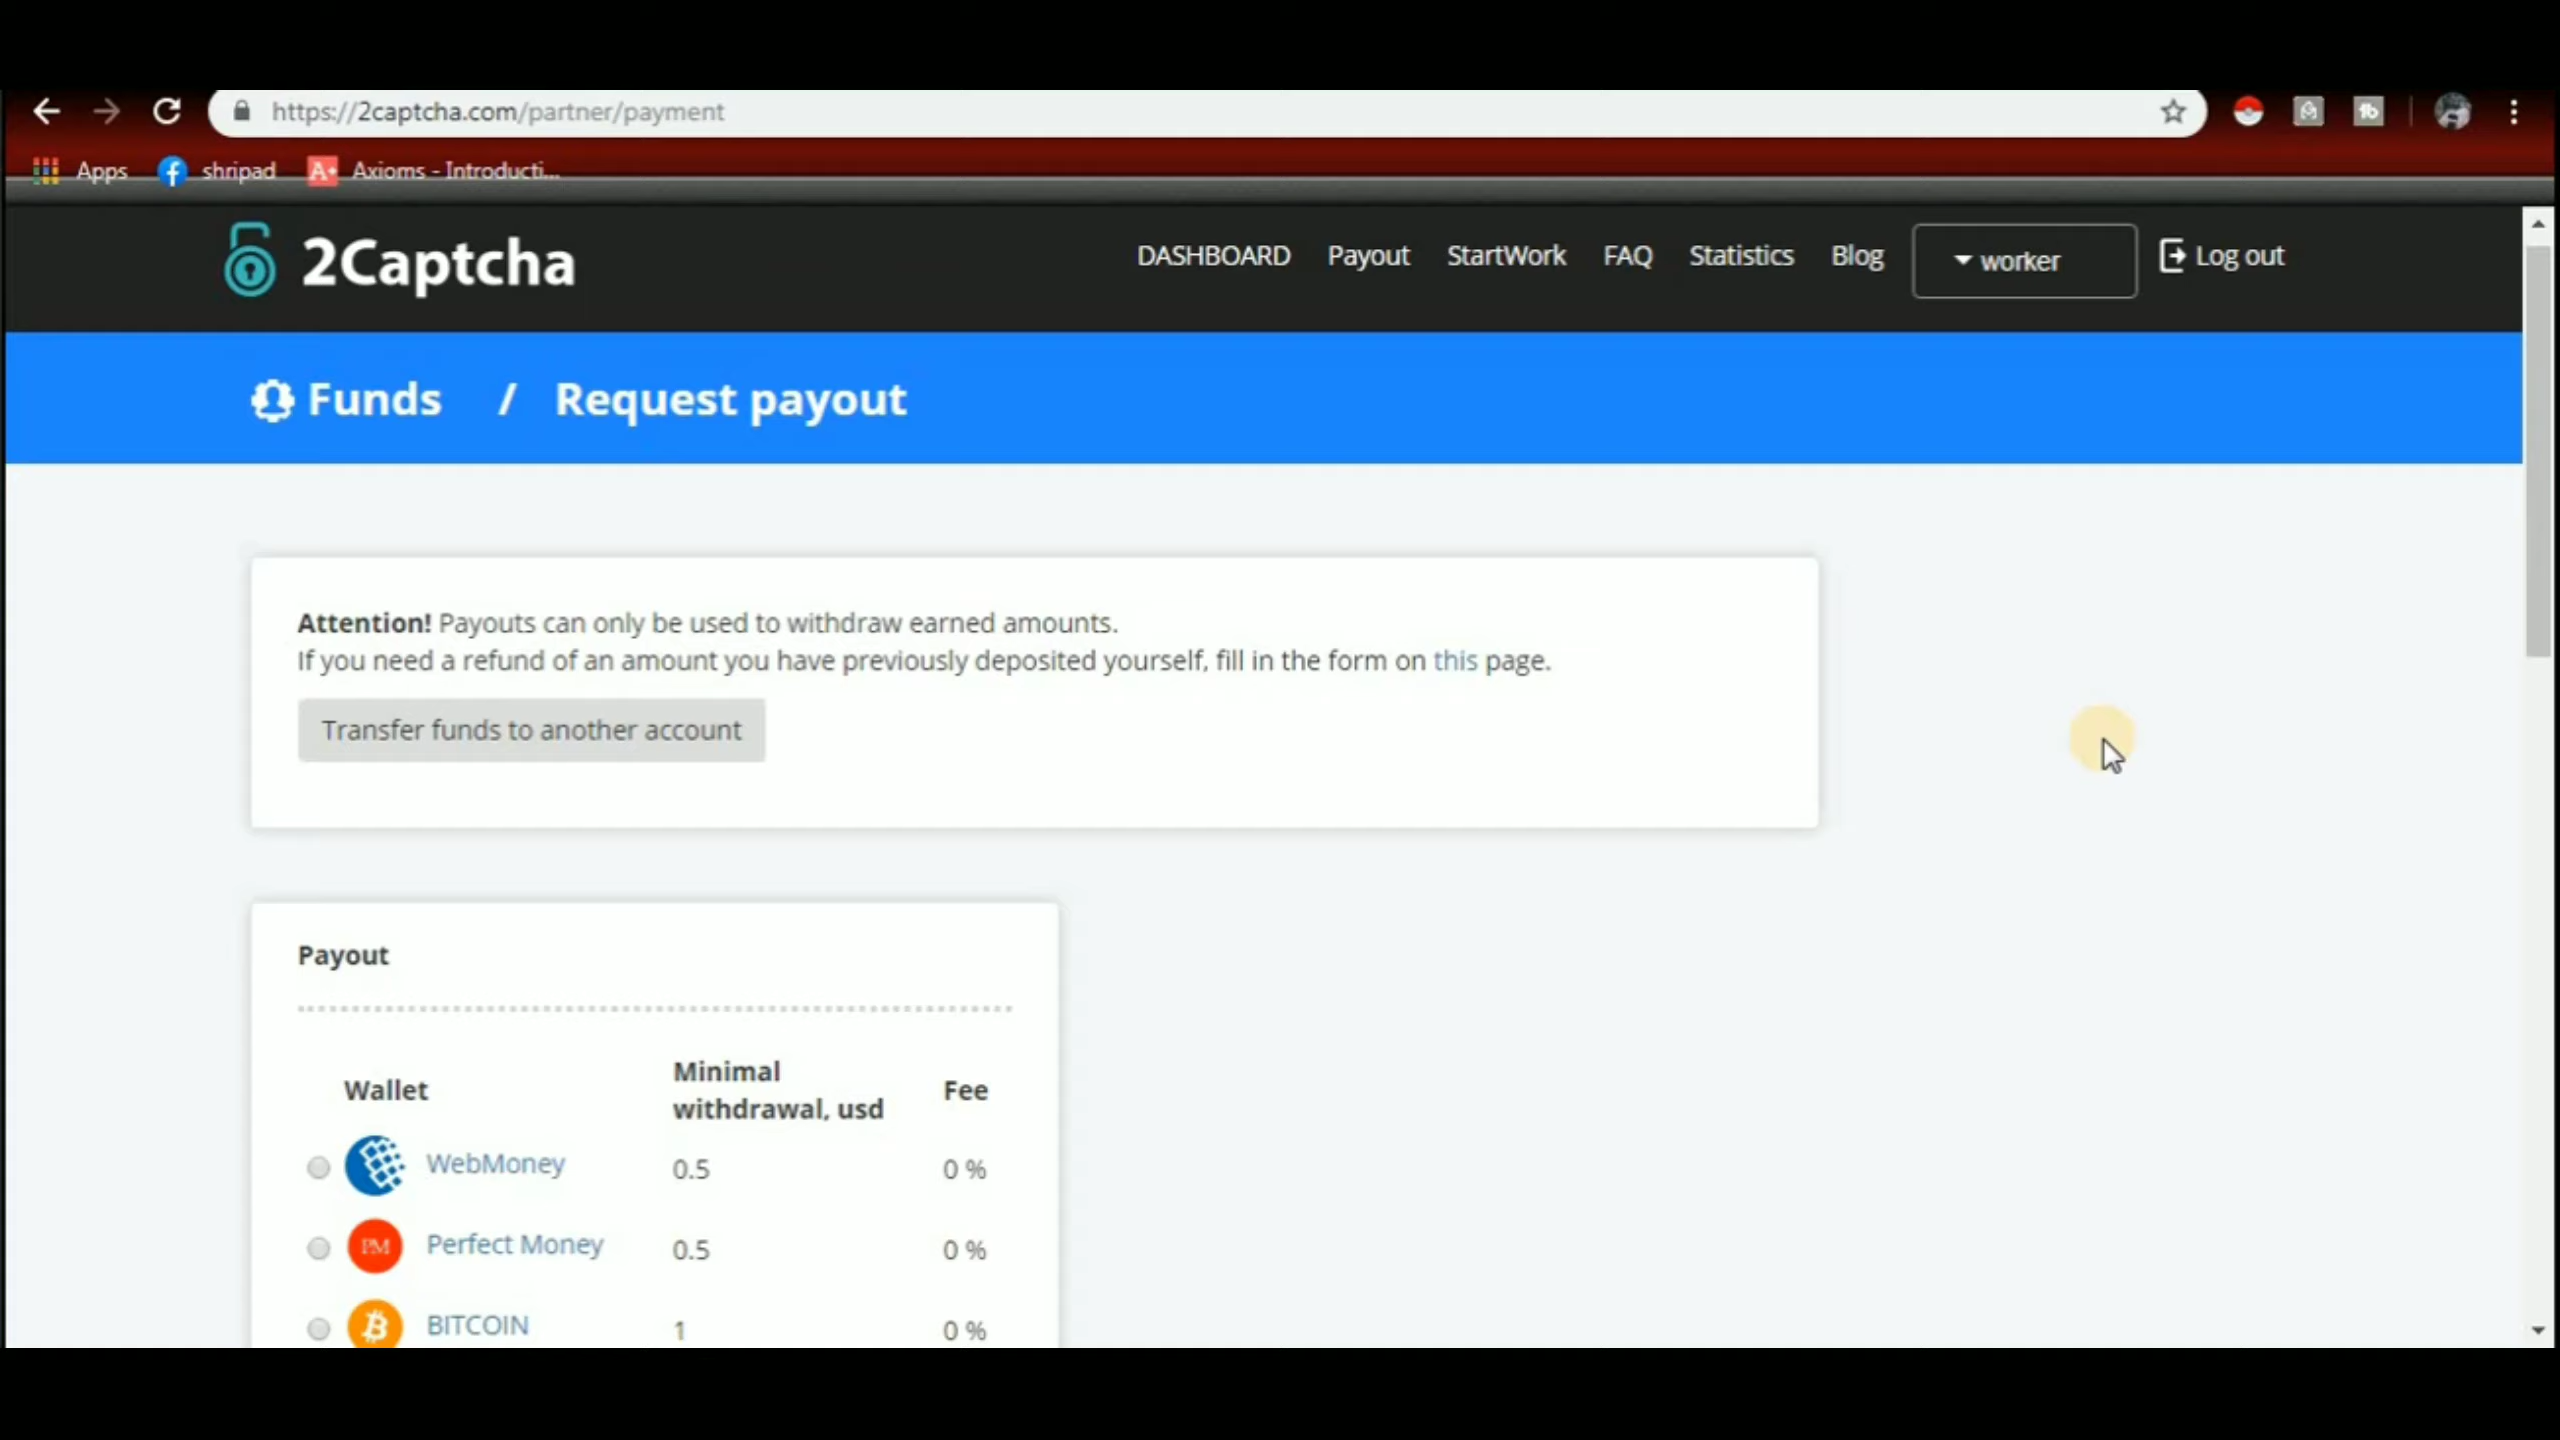 https://2captcha.com/partner/payment
Apps shripad A+ Axioms - Introducti...
2Captcha DASHBOARD Payout StartWork FAQ Statistics Blog worker Log out
Funds / Request payout
Attention! Payouts can only be used to withdraw earned amounts.
If you need a refund of an amount you have previously deposited yourself, fill in the form on this page.
Transfer funds to another account
Payout
Wallet Minimal withdrawal, usd Fee
WebMoney 0.5 0 %
PM Perfect Money 0.5 0 %
BITCOIN 1 0 %